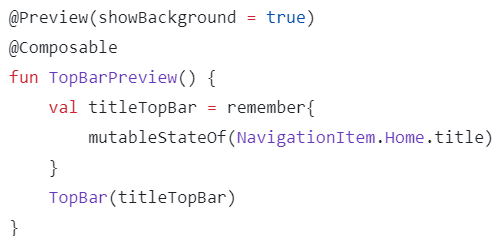 @Preview(showBackground = true)
@Composable
fun TopBarPreview() {
    val titleTopBar = remember{
        mutableStateOf(NavigationItem.Home.title)
    }
    TopBar(titleTopBar)
}